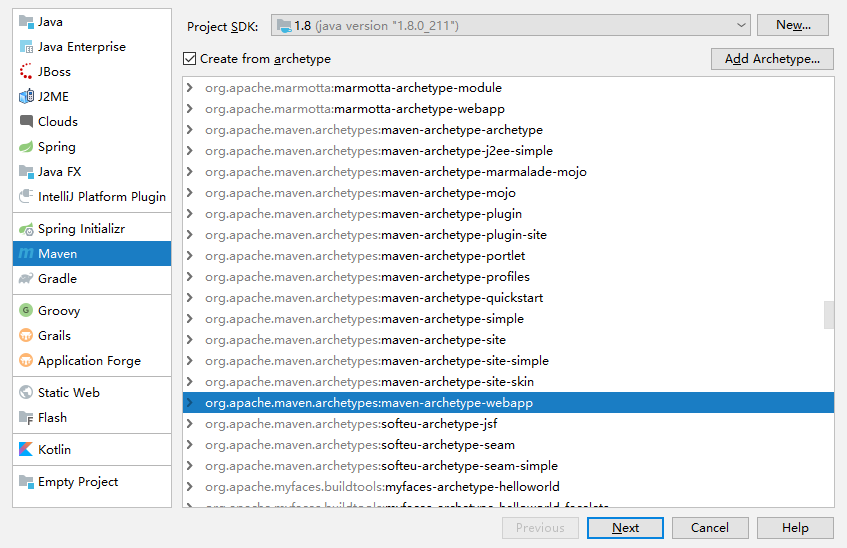 Java
Java Enterprise
JBoss
J2ME
Clouds
Spring
Java FX
IntelliJ Platform Plugin
Spring Initializr
Maven
Gradle
Groovy
Grails
Application Forge
Static Web
Flash
Kotlin
Empty Project
Project SDK: 1.8 (java version "1.8.0_211") New...
Create from archetype Add Archetype...
org.apache.marmotta:marmotta-archetype-module
org.apache.marmotta:marmotta-archetype-webapp
org.apache.maven.archetypes:maven-archetype-archetype
org.apache.maven.archetypes:maven-archetype-j2ee-simple
org.apache.maven.archetypes:maven-archetype-marmalade-mojo
org.apache.maven.archetypes:maven-archetype-mojo
org.apache.maven.archetypes:maven-archetype-plugin
org.apache.maven.archetypes:maven-archetype-plugin-site
org.apache.maven.archetypes:maven-archetype-portlet
org.apache.maven.archetypes:maven-archetype-profiles
org.apache.maven.archetypes:maven-archetype-quickstart
org.apache.maven.archetypes:maven-archetype-simple
org.apache.maven.archetypes:maven-archetype-site
org.apache.maven.archetypes:maven-archetype-site-simple
org.apache.maven.archetypes:maven-archetype-site-skin
org.apache.maven.archetypes:maven-archetype-webapp
org.apache.maven.archetypes:softeu-archetype-jsf
org.apache.maven.archetypes:softeu-archetype-seam
org.apache.maven.archetypes:softeu-archetype-seam-simple
org.apache.myfaces.buildtools:myfaces-archetype-helloworld
org.apache.myfaces.buildtools:myfaces-archetype-helloworld-facelets
Previous Next Cancel Help